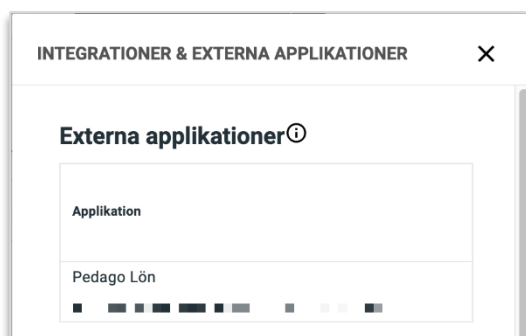 INTEGRATIONER & EXTERNA APPLIKATIONER
Externa applikationer
Applikation
Pedago Lön